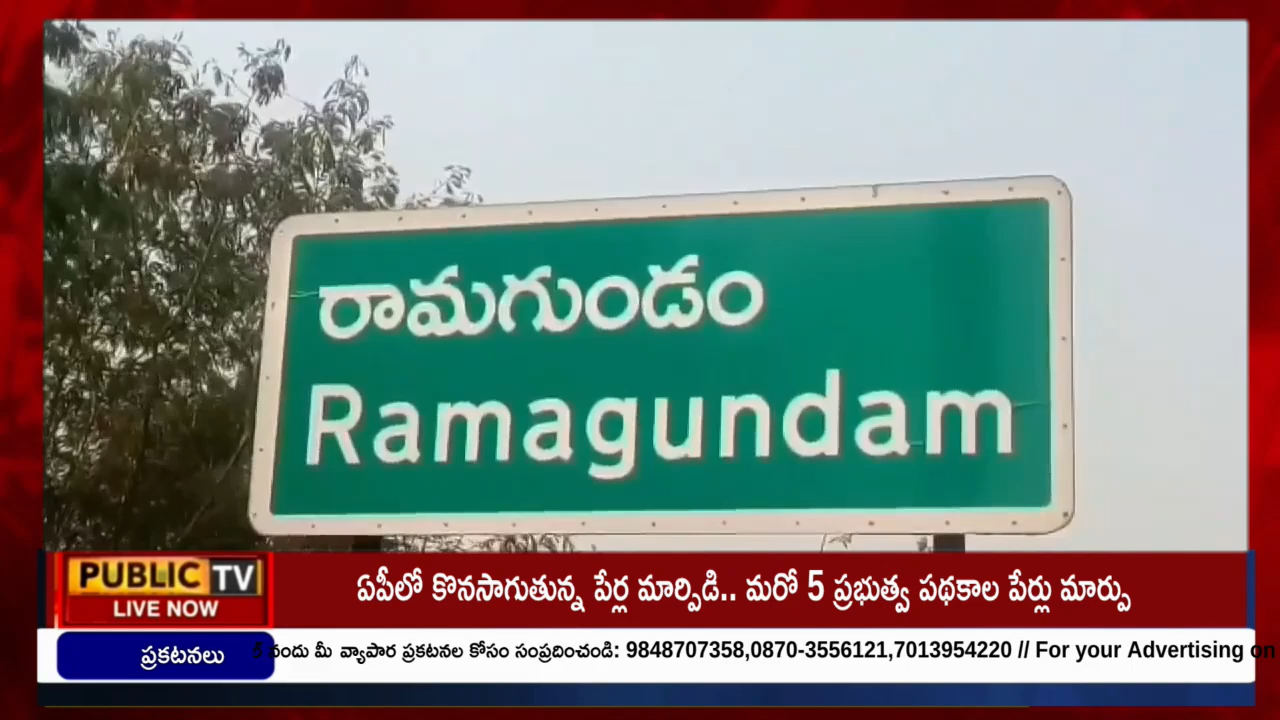 రామగుండం
Ramagundam
PUBLIC TV
LIVE NOW
ఏపీలో కొనసాగుతున్న పేర్ల మార్పిడి.. మరో 5 ప్రభుత్వ పథకాల పేర్లు మార్పు
ప్రకటనలు
మీ వ్యాపార ప్రకటనల కోసం సంప్రదించండి: 9848707358,0870-3556121,7013954220 // For your Advertising on